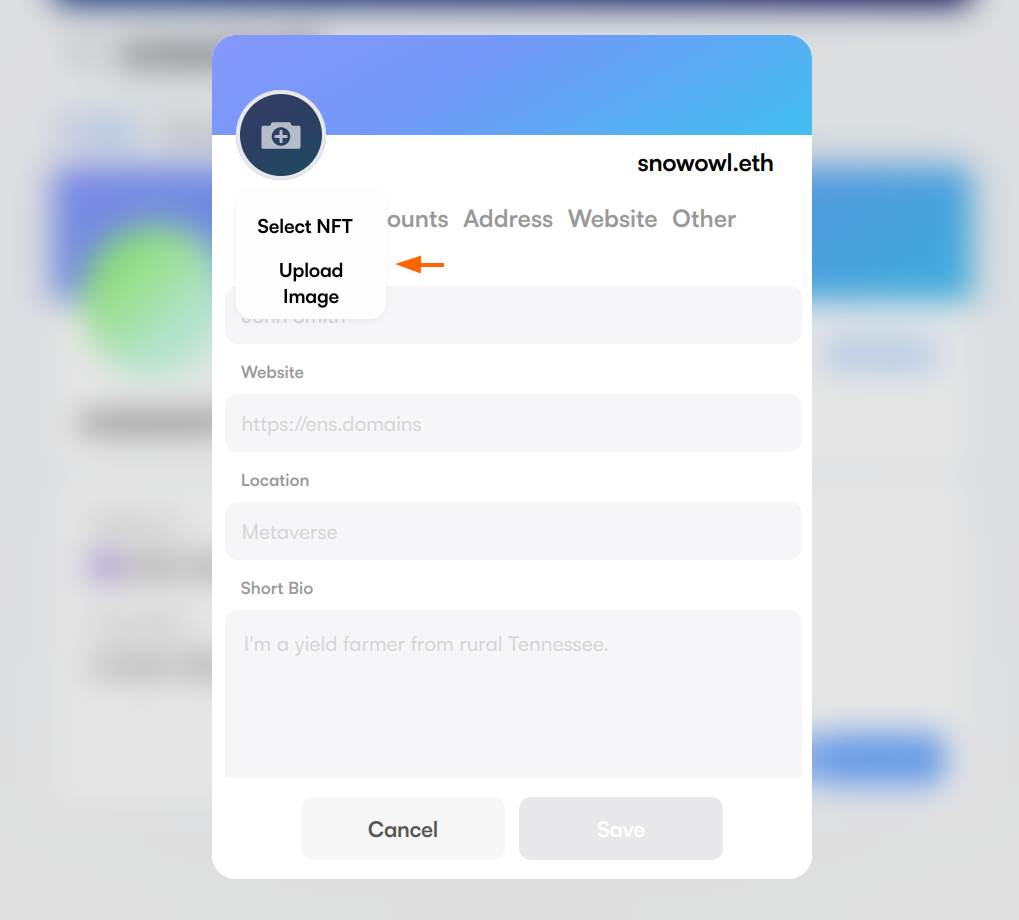 snowowl.eth
Select NFT
ounts Address Website Other
Upload
Image
John Smith
Website
https://ens.domains
Location
Metaverse
Short Bio
I'm a yield farmer from rural Tennessee.
Cancel
Save